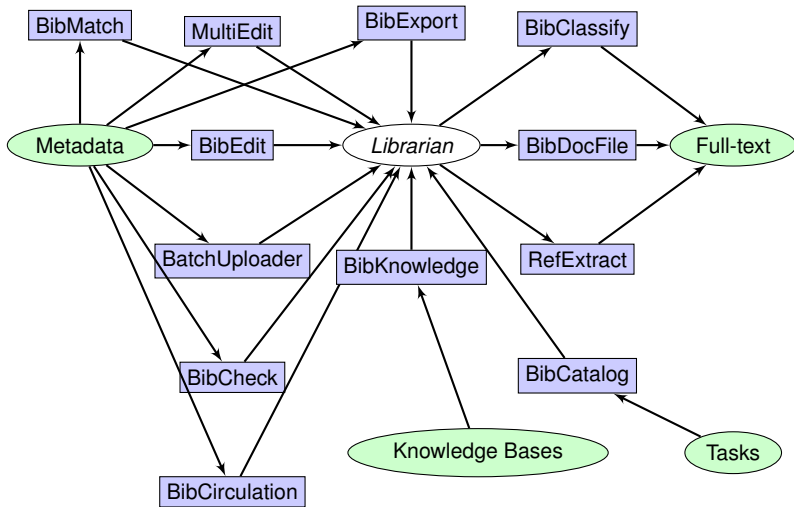 BibMatch
MultiEdit
BibExport
BibClassify
Metadata
BibEdit
Librarian
BibDocFile
Full-text
BatchUploader
BibKnowledge
RefExtract
BibCheck
BibCatalog
Knowledge Bases
Tasks
BibCirculation